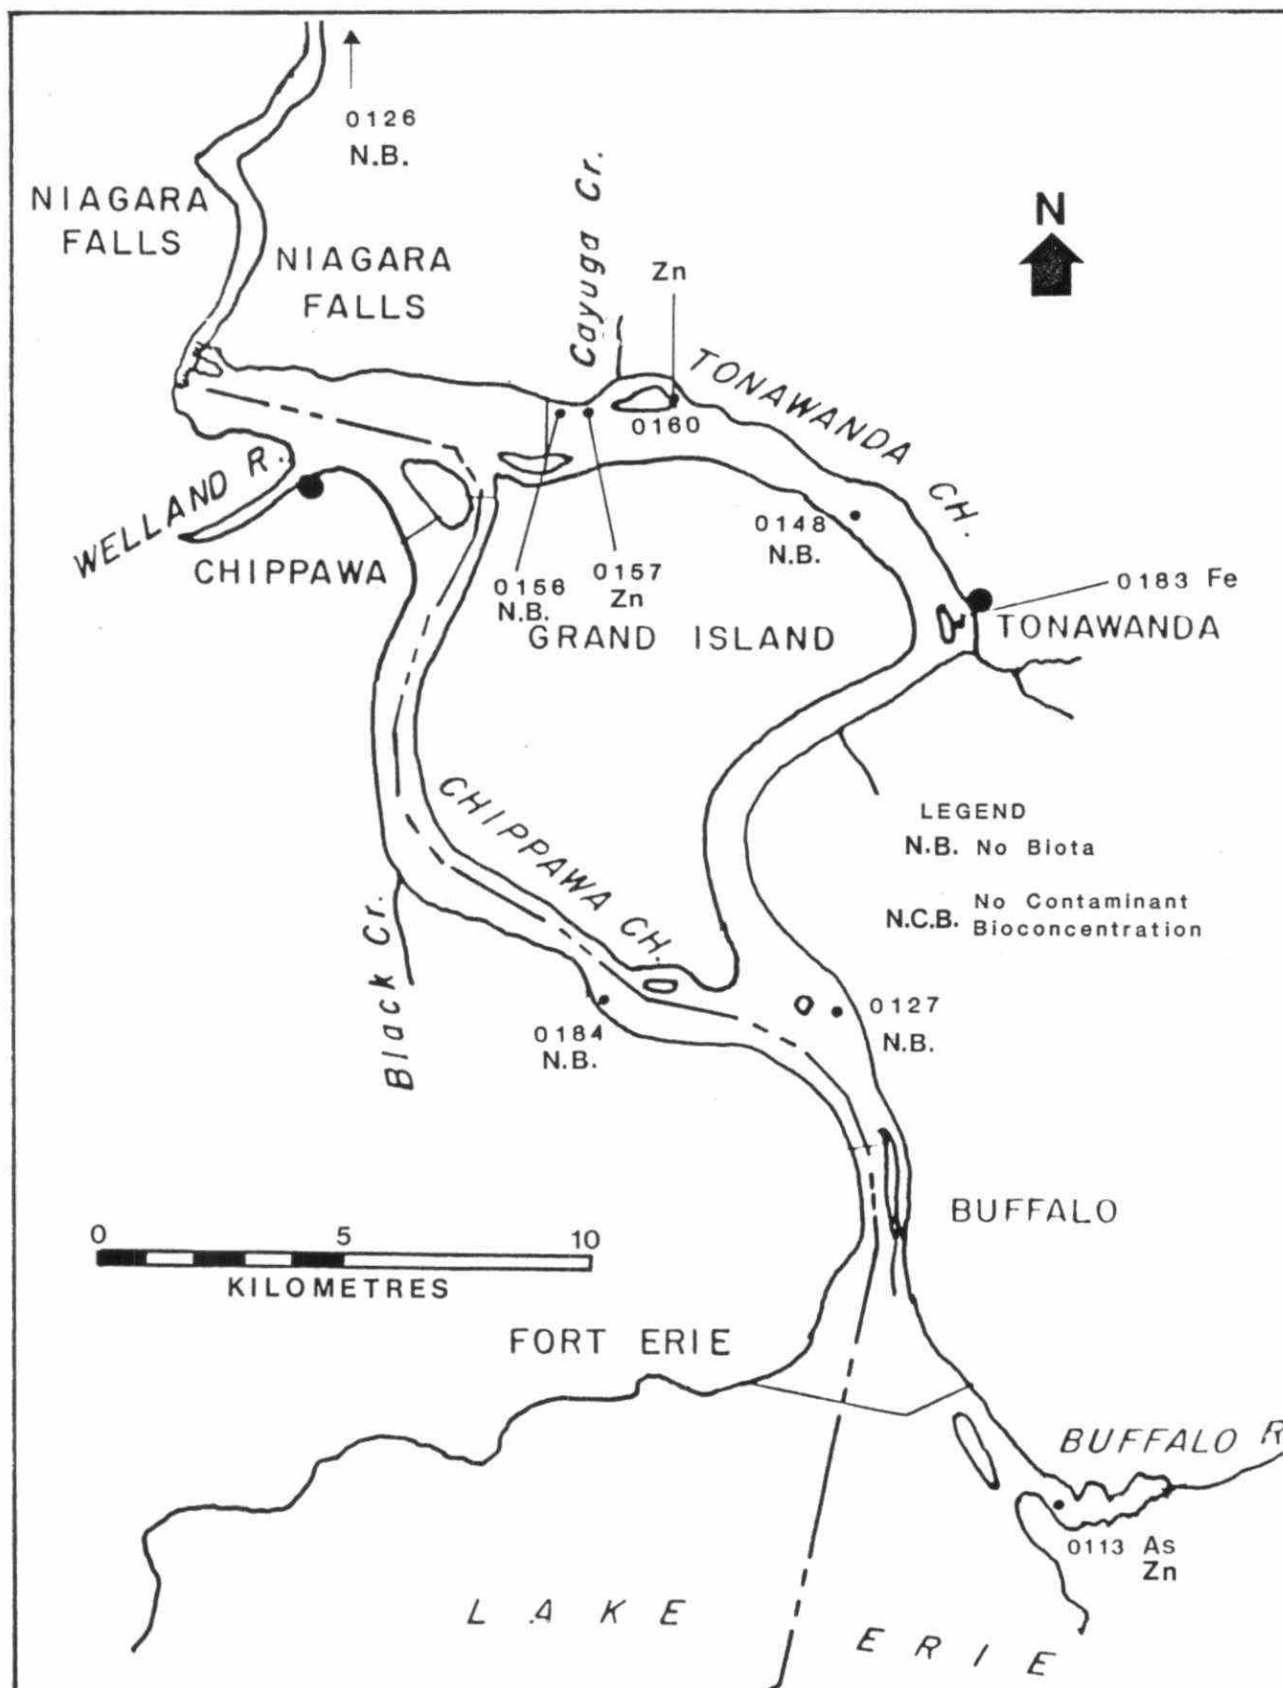 0126
N.B.
NIAGARA
FALLS
NIAGARA
FALLS
Cayuga Cr.
N
Zn
TONAWANDA CH.
0160
WELLAND R.
CHIPPAWA
0148
N.B.
0156
N.B.
0157
Zn
0183 Fe
GRAND ISLAND
TONAWANDA
CHIPPAWA CH.
LEGEND
N.B. No Biota
N.C.B. No Contaminant
Bioconcentration
Black Cr.
0184
N.B.
0127
N.B.
BUFFALO
0 5 10
KILOMETRES
FORT ERIE
BUFFALO R
0113 As
Zn
LAKE ERIE